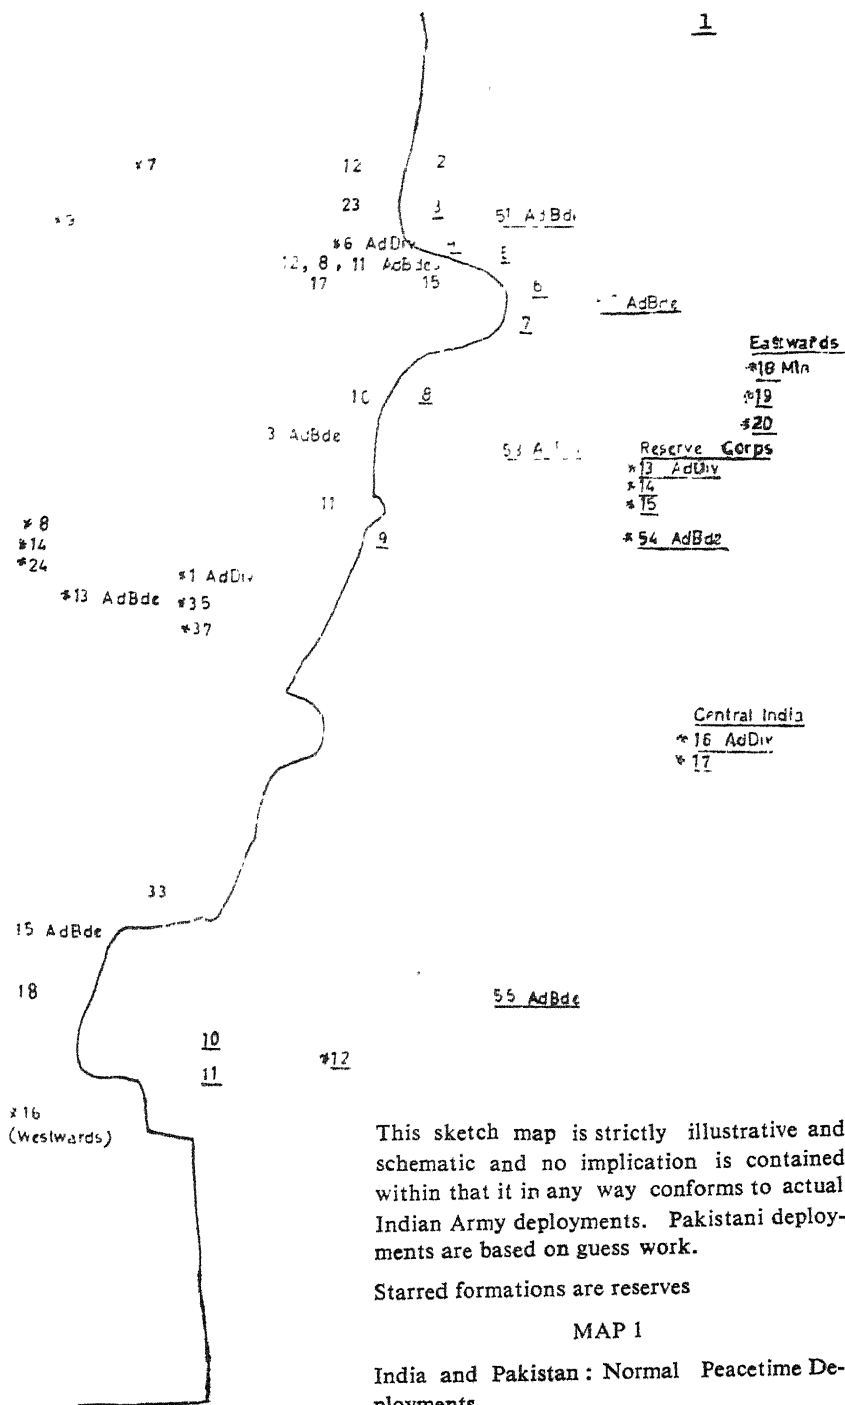 1
*7 12 2
23 3 51 AdBde
*9
*6 AdDiv 5
12, 8, 11 AdBdes
17 15 6 AdBde
7
Eastwards
*18 Mtn
10 8 *19
*20
3 AdBde 53
Reserve Corps
*13 AdDiv
*14
11 *15
*8 9 *54 AdBde
*14
*24 *1 AdDiv
*13 AdBde *35
*37
Central India
*16 AdDiv
*17
33
15 AdBde
18 55 AdBde
10
11 *12
*16
(Westwards)
This sketch map is strictly illustrative and
schematic and no implication is contained
within that it in any way conforms to actual
Indian Army deployments. Pakistani deploy-
ments are based on guess work.
Starred formations are reserves
MAP 1
India and Pakistan : Normal Peacetime De-
ployments